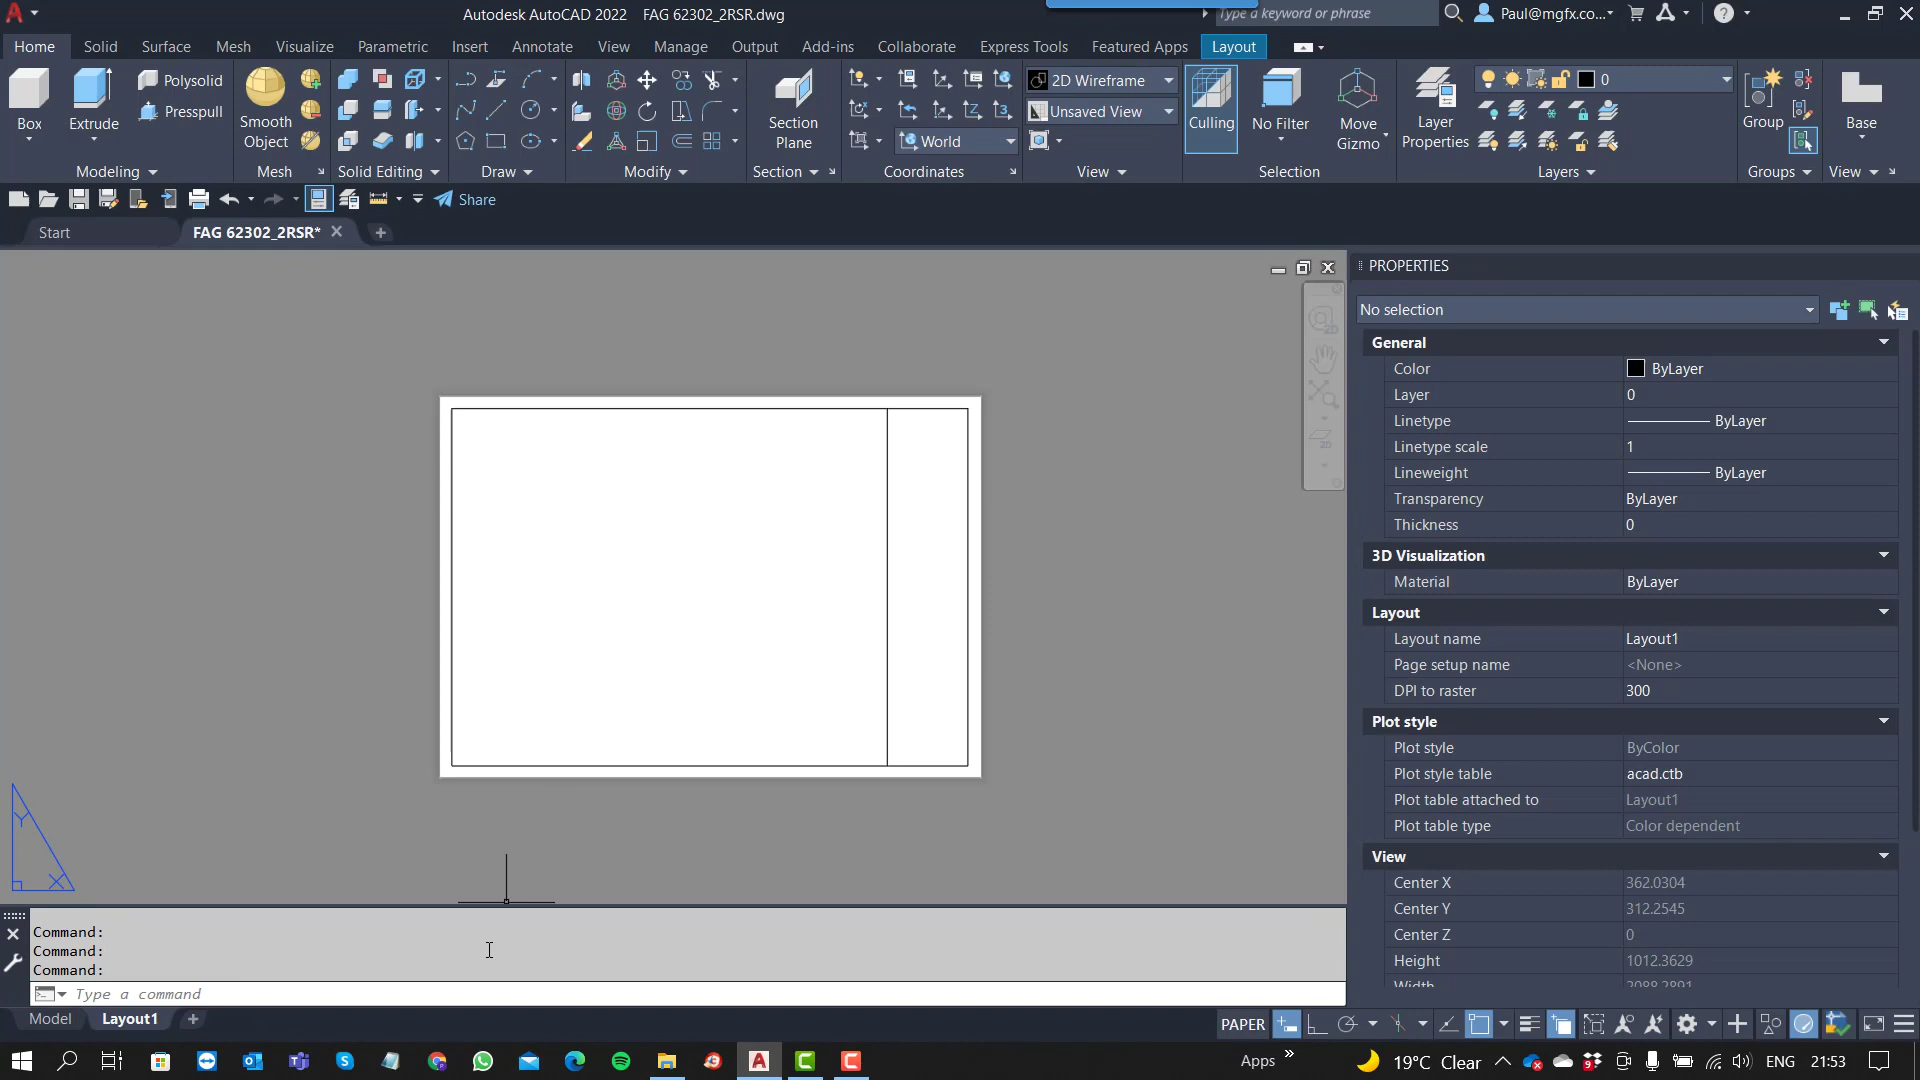 Autodesk AutoCAD 2022 FAG 62302_2RSR.dwg
Type a keyword or phrase
Paul@mgfx.co...
Home Solid Surface Mesh Visualize Parametric Insert Annotate View Manage Output Add-ins Collaborate Express Tools Featured Apps Layout
Box
Extrude
Polysolid
Presspull
Smooth
Object
Section
Plane
World
2D Wireframe
Unsaved View
Culling
No Filter
Move
Gizmo
Layer
Properties
0
Group
Base
Modeling Mesh Solid Editing Draw Modify Section Coordinates View Selection Layers Groups View
Share
Start FAG 62302_2RSR*
PROPERTIES
No selection
General
Color ByLayer
Layer 0
Linetype ByLayer
Linetype scale 1
Lineweight ByLayer
Transparency ByLayer
Thickness 0
3D Visualization
Material ByLayer
Layout
Layout name Layout1
Page setup name <None>
DPI to raster 300
Plot style
Plot style ByColor
Plot style table acad.ctb
Plot table attached to Layout1
Plot table type Color dependent
View
Center X 362.0304
Center Y 312.2545
Center Z 0
Height 1012.3629
Width 2088.2891
2D
2D
Y
X
Command:
Command:
Command:
Type a command
Model Layout1
PAPER
Apps » 19°C Clear ENG 21:53